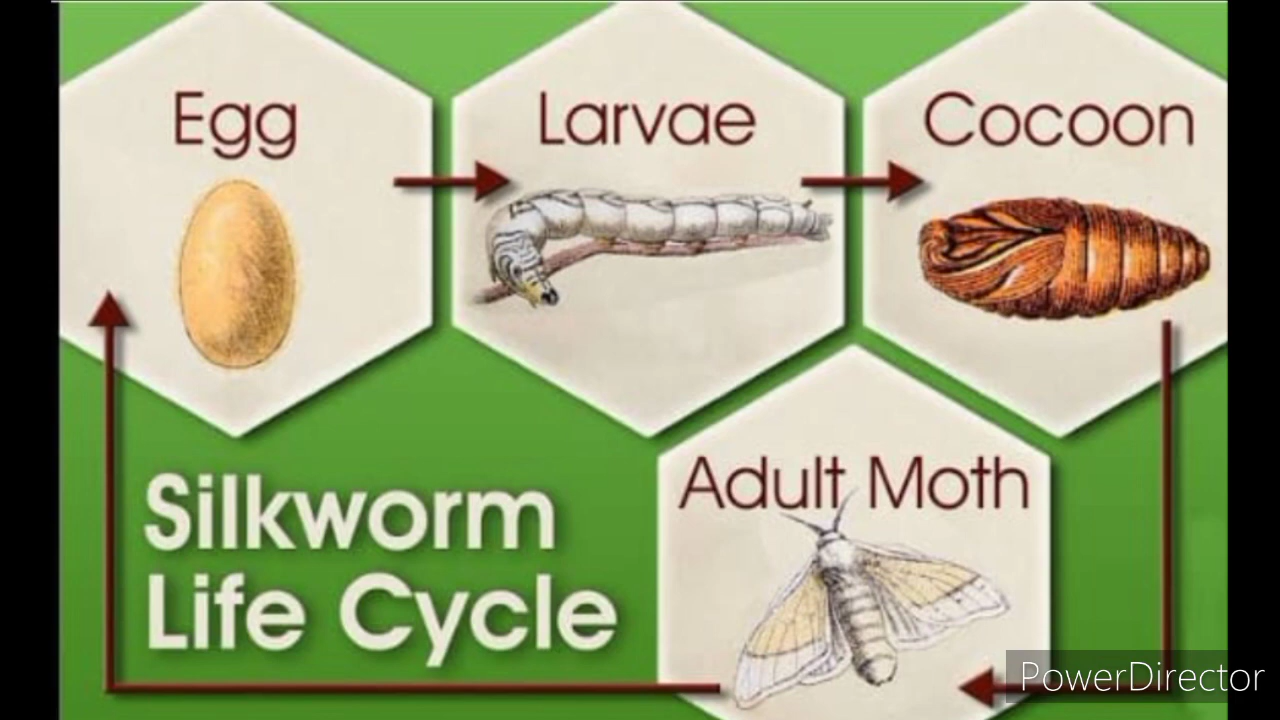 Egg
Larvae
Cocoon
Adult Moth
Silkworm
Life Cycle
PowerDirector